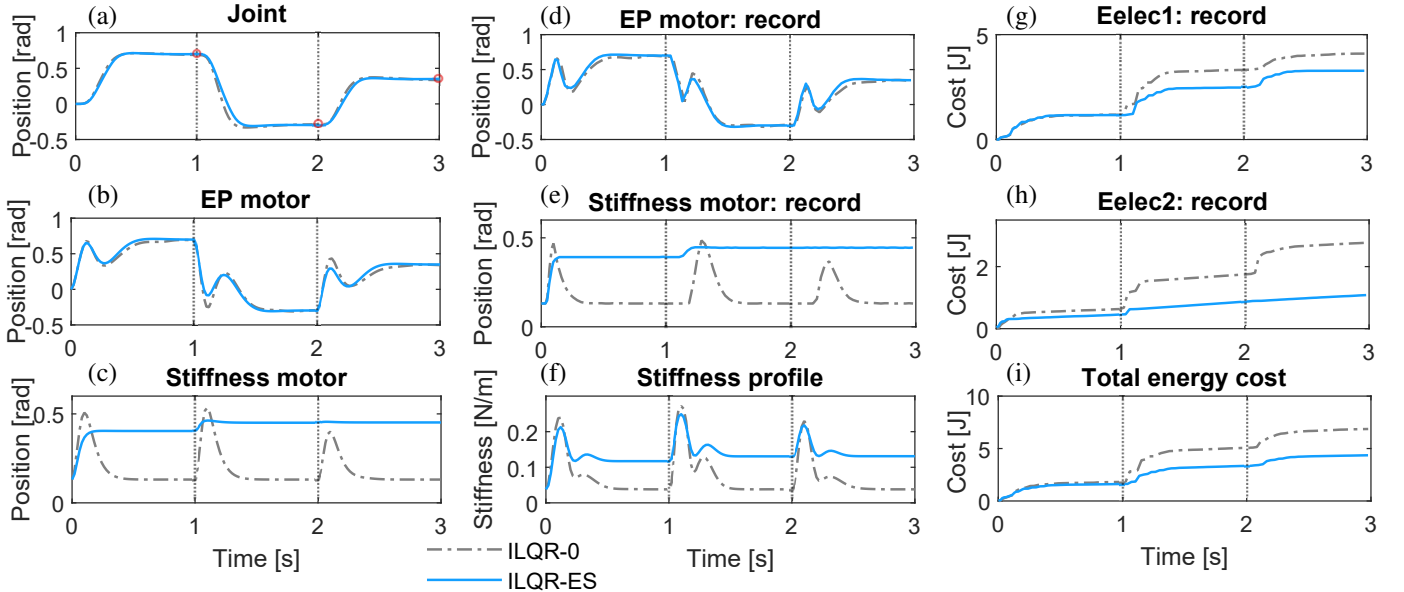 (a)
Joint
Position [rad]
1
0.5
0
-0.5
0
1
2
3
(b)
EP motor
Position [rad]
1
0.5
0
-0.5
0
1
2
3
(c)
Stiffness motor
Position [rad]
0.5
0
0
1
2
3
Time [s]
(d)
EP motor: record
Position [rad]
1
0.5
0
-0.5
0
1
2
3
(e)
Stiffness motor: record
Position [rad]
0.5
0
0
1
2
3
(f)
Stiffness profile
Stiffness [N/m]
0.2
0.1
0
0
1
2
3
Time [s]
(g)
Eelec1: record
Cost [J]
5
0
0
1
2
3
(h)
Eelec2: record
Cost [J]
2
0
0
1
2
3
(i)
Total energy cost
Cost [J]
10
5
0
0
1
2
3
Time [s]
ILQR-0
ILQR-ES